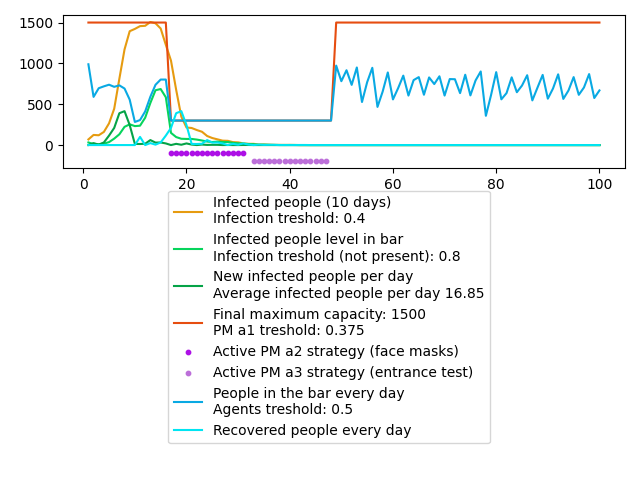 1500
1000
500
0
0
20
40
60
80
100
Infected people (10 days)
Infection treshold: 0.4
Infected people level in bar
Infection treshold (not present): 0.8
New infected people per day
Average infected people per day 16.85
Final maximum capacity: 1500
PM a1 treshold: 0.375
Active PM a2 strategy (face masks)
Active PM a3 strategy (entrance test)
People in the bar every day
Agents treshold: 0.5
Recovered people every day